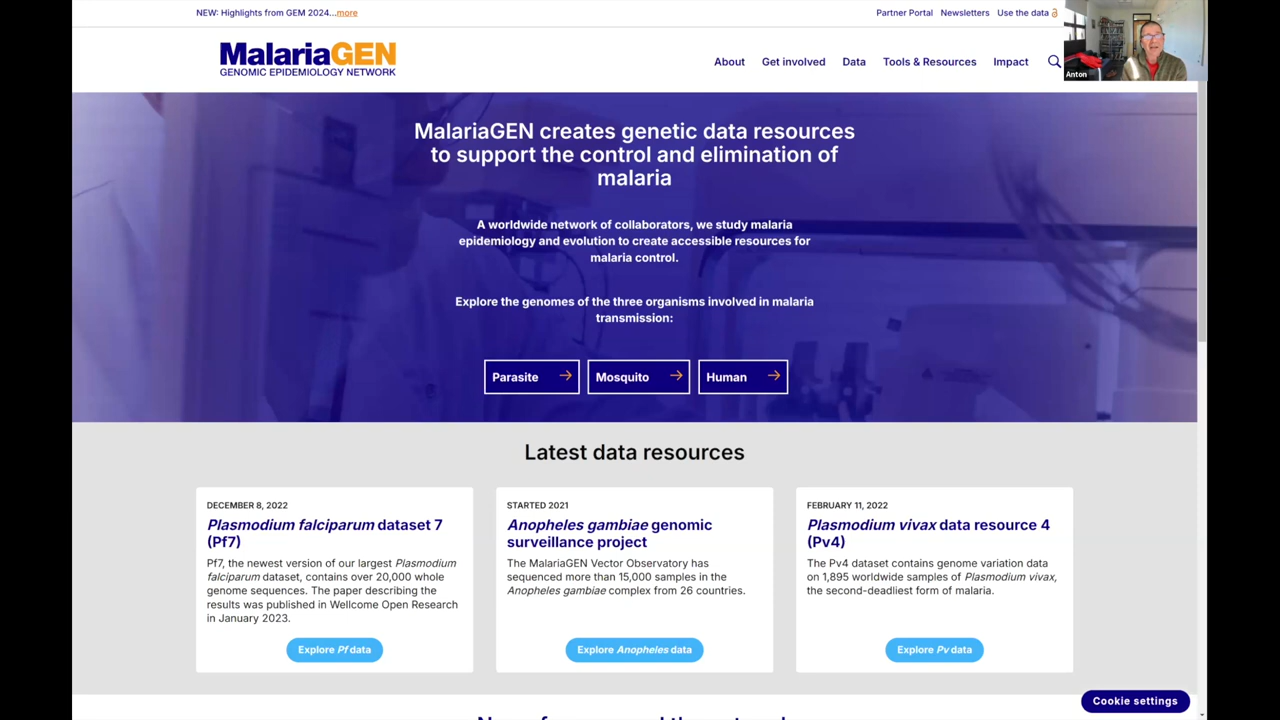 NEW: Highlights from GEM 2024...more
Partner Portal Newsletters Use the data
MalariaGEN
GENOMIC EPIDEMIOLOGY NETWORK
About Get involved Data Tools & Resources Impact
Anton
MalariaGEN creates genetic data resources
to support the control and elimination of
malaria
A worldwide network of collaborators, we study malaria
epidemiology and evolution to create accessible resources for
malaria control.
Explore the genomes of the three organisms involved in malaria
transmission:
Parasite → Mosquito → Human →
Latest data resources
DECEMBER 8, 2022
Plasmodium falciparum dataset 7
(Pf7)
Pf7, the newest version of our largest Plasmodium
falciparum dataset, contains over 20,000 whole
genome sequences. The paper describing the
results was published in Wellcome Open Research
in January 2023.
Explore Pf data
STARTED 2021
Anopheles gambiae genomic
surveillance project
The MalariaGEN Vector Observatory has
sequenced more than 15,000 samples in the
Anopheles gambiae complex from 26 countries.
Explore Anopheles data
FEBRUARY 11, 2022
Plasmodium vivax data resource 4
(Pv4)
The Pv4 dataset contains genome variation data
on 1,895 worldwide samples of Plasmodium vivax,
the second-deadliest form of malaria.
Explore Pv data
Cookie settings